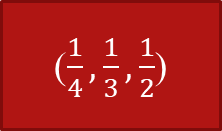 (1/4, 1/3, 1/2)